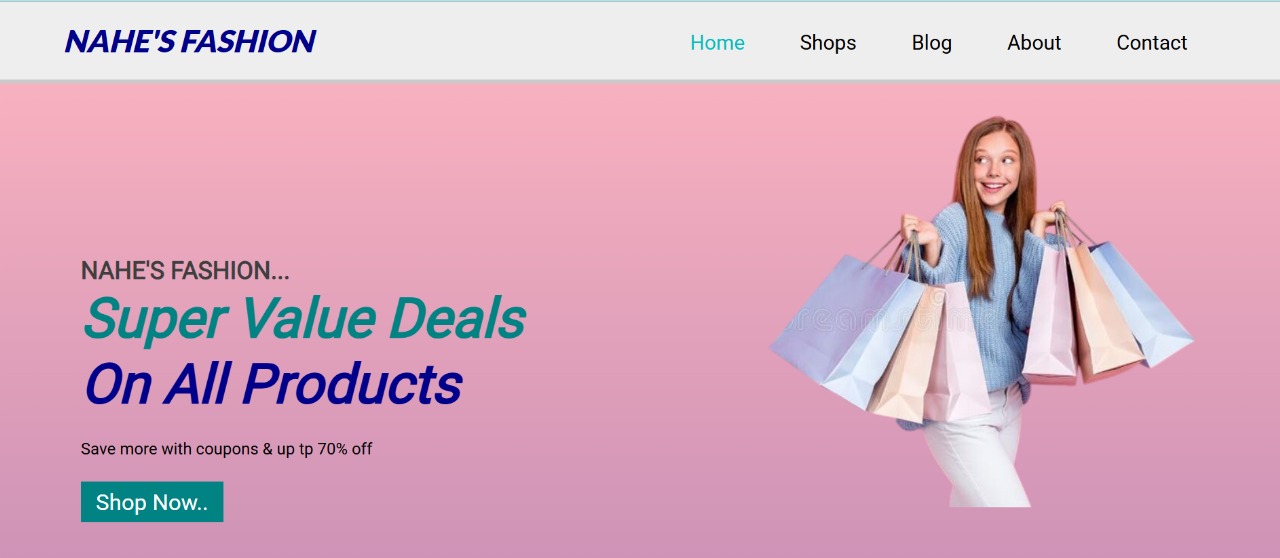 NAHE'S FASHION
Home Shops Blog About Contact
NAHE'S FASHION...
Super Value Deals
On All Products
Save more with coupons & up tp 70% off
Shop Now..